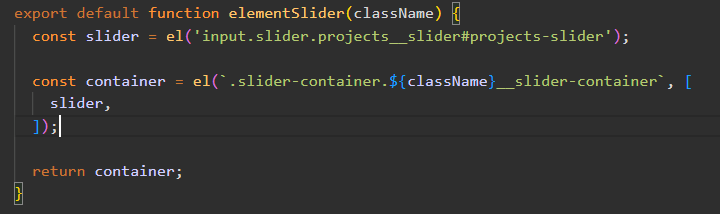 export default function elementSlider(className) {
const slider = el('input.slider.projects__slider#projects-slider');
const container = el(`.slider-container.${className}__slider-container`, [
slider,
]);
return container;
}